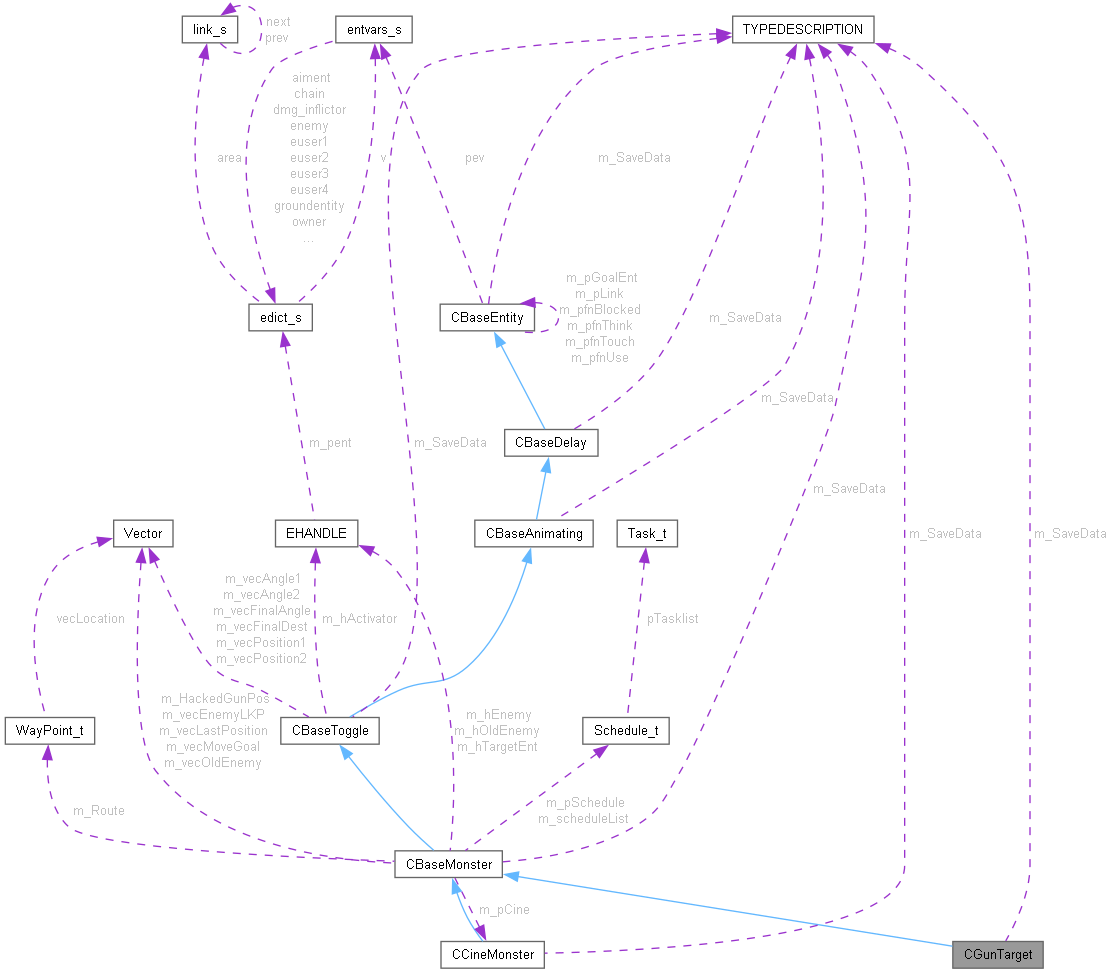 link_s
next
prev
entvars_s
TYPEDESCRIPTION
aiment
chain
dmg_inflictor
enemy
euser1
euser2
euser3
euser4
groundentity
owner
...
area
v
pev
m_SaveData
edict_s
CBaseEntity
m_pGoalEnt
m_pLink
m_pfnBlocked
m_pfnThink
m_pfnTouch
m_pfnUse
m_SaveData
m_SaveData
m_pent
m_SaveData
CBaseDelay
m_SaveData
Vector
EHANDLE
CBaseAnimating
Task_t
m_SaveData
m_SaveData
vecLocation
m_vecAngle1
m_vecAngle2
m_vecFinalAngle
m_vecFinalDest
m_vecPosition1
m_vecPosition2
m_hActivator
pTasklist
WayPoint_t
m_HackedGunPos
m_vecEnemyLKP
m_vecLastPosition
m_vecMoveGoal
m_vecOldEnemy
CBaseToggle
m_hEnemy
m_hOldEnemy
m_hTargetEnt
Schedule_t
m_Route
m_pSchedule
m_scheduleList
CBaseMonster
m_pCine
CCineMonster
CGunTarget